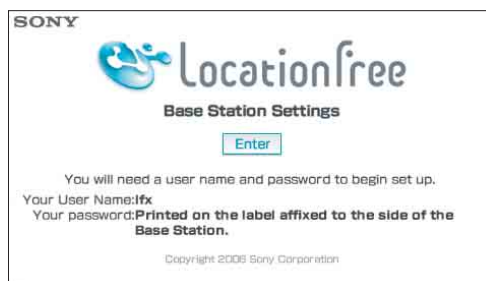 SONY
LocationFree
Base Station Settings
Enter
You will need a user name and password to begin set up.
Your User Name:lfx
Your password:Printed on the label affixed to the side of the
Base Station.
Copyright 2006 Sony Corporation